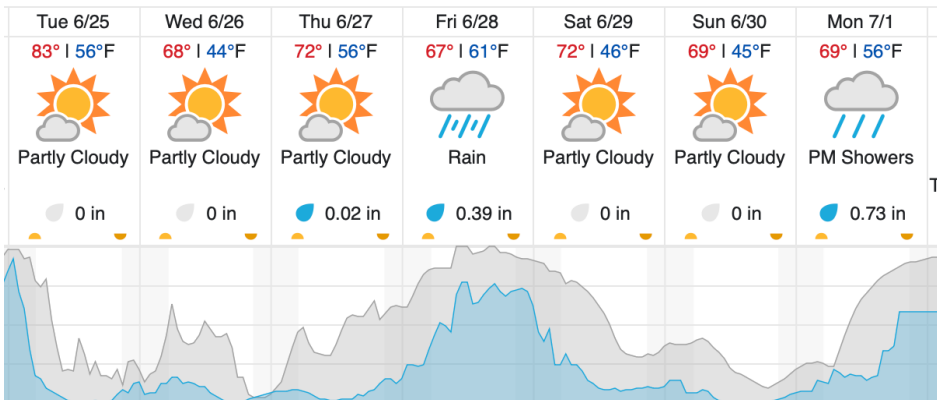 Tue 6/25 Wed 6/26 Thu 6/27 Fri 6/28 Sat 6/29 Sun 6/30 Mon 7/1
83° | 56°F 68° | 44°F 72° | 56°F 67° | 61°F 72° | 46°F 69° | 45°F 69° | 56°F
Partly Cloudy Partly Cloudy Partly Cloudy Rain Partly Cloudy Partly Cloudy PM Showers
T
0 in 0 in 0.02 in 0.39 in 0 in 0 in 0.73 in